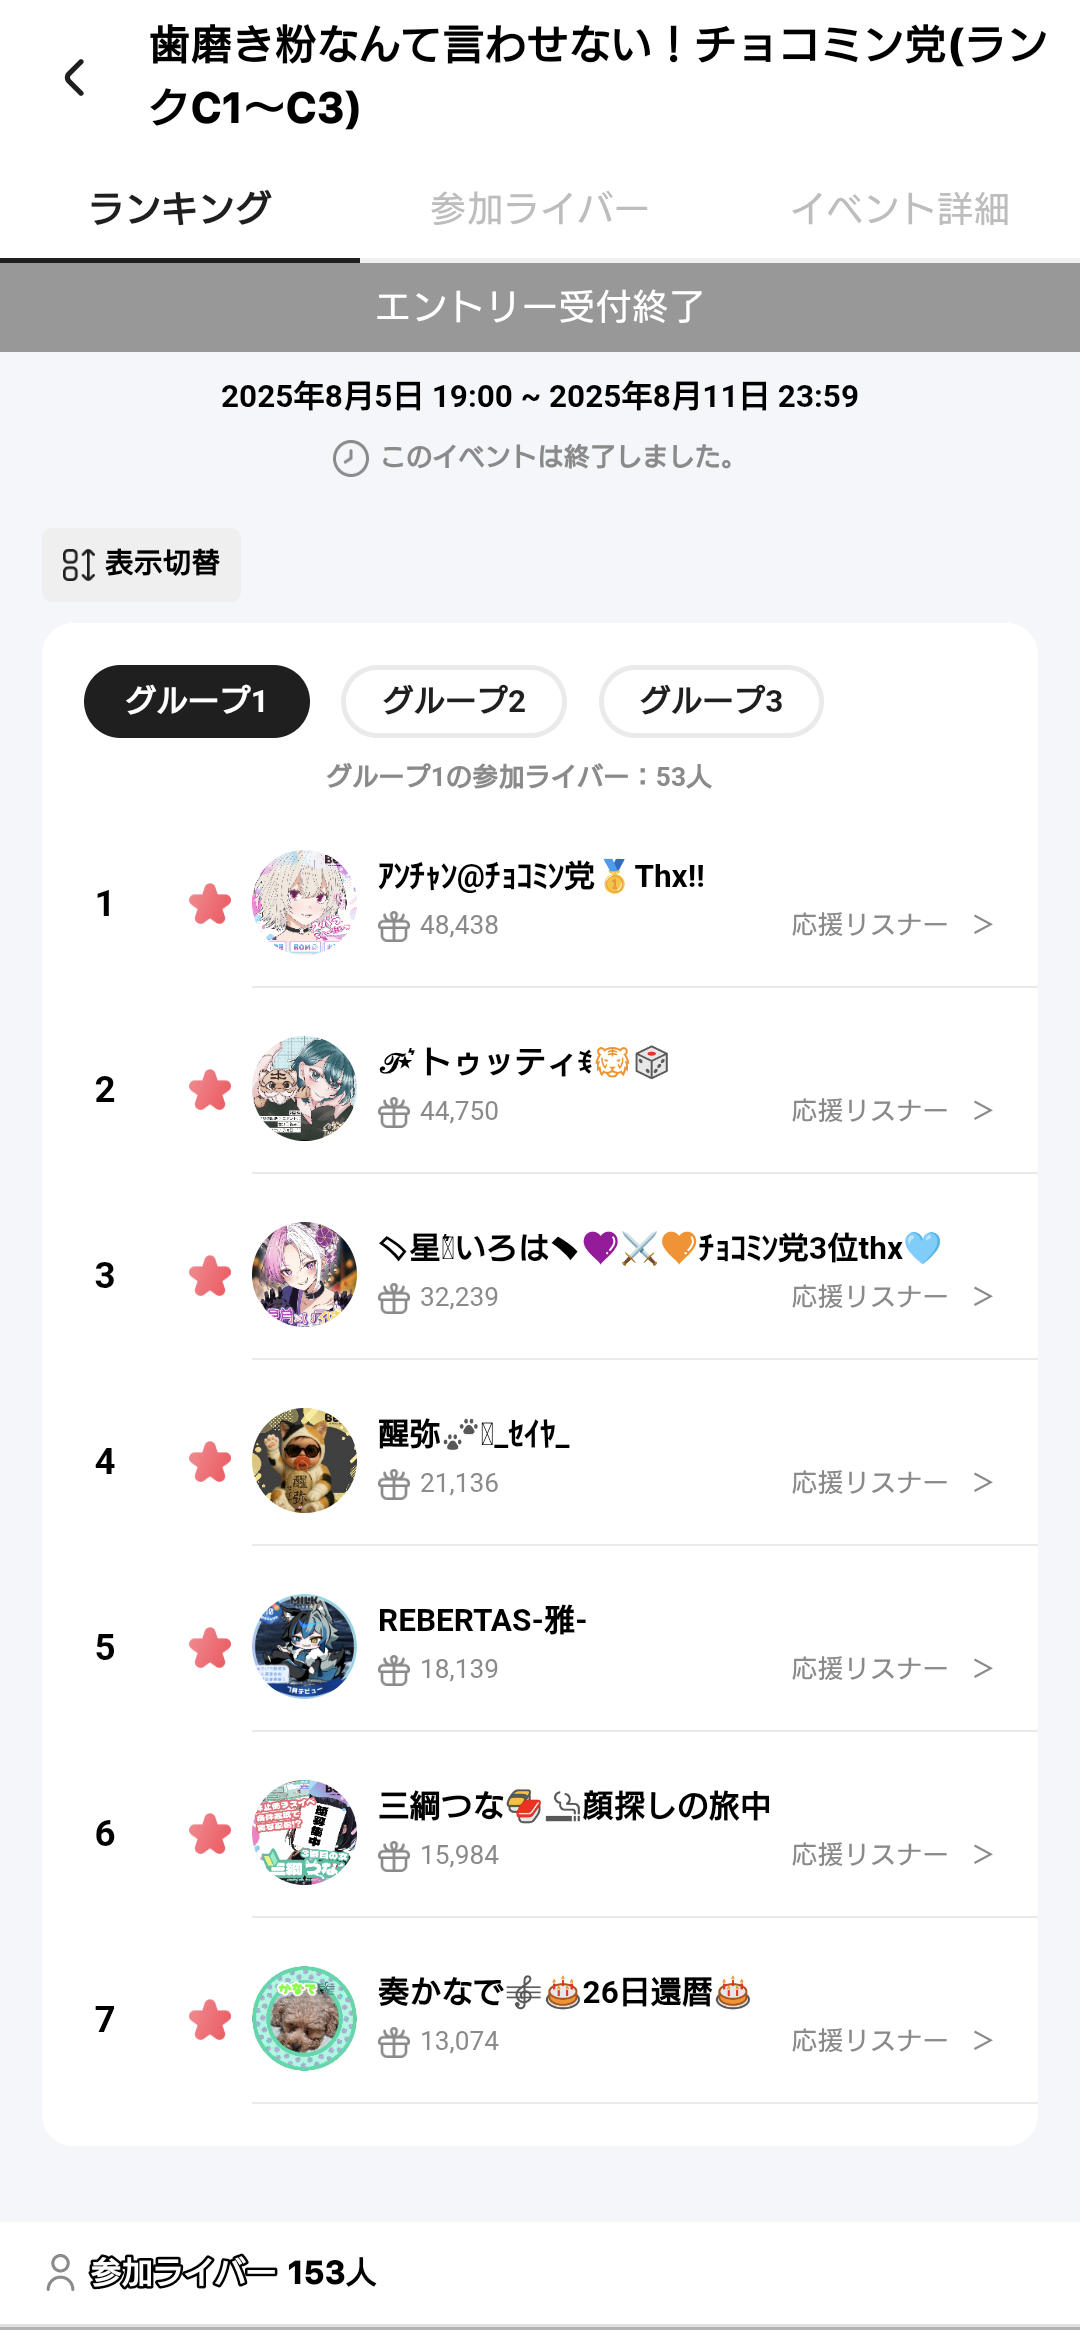 歯磨き粉なんて言わせない！チョコミン党(ラン
クC1〜C3)
ランキング 参加ライバー イベント詳細
エントリー受付終了
2025年8月5日 19:00 ~ 2025年8月11日 23:59
このイベントは終了しました。
表示切替
グループ1 グループ2 グループ3
グループ1の参加ライバー：53人
1 ｱﾝﾁｬﾝ@ﾁｮｺﾐﾝ党🥇Thx!!
48,438 応援リスナー >
2 トゥッティ🐯🎲
44,750 応援リスナー >
3 星いろは💜⚔️🧡ﾁｮｺﾐﾝ党3位thx🩵
32,239 応援リスナー >
4 醒弥🐾_ｾｲﾔ_
21,136 応援リスナー >
5 REBERTAS-雅-
18,139 応援リスナー >
6 三綱つな🍣🚬顔探しの旅中
15,984 応援リスナー >
7 奏かなで🎼🎂26日還暦🎂
13,074 応援リスナー >
参加ライバー 153人